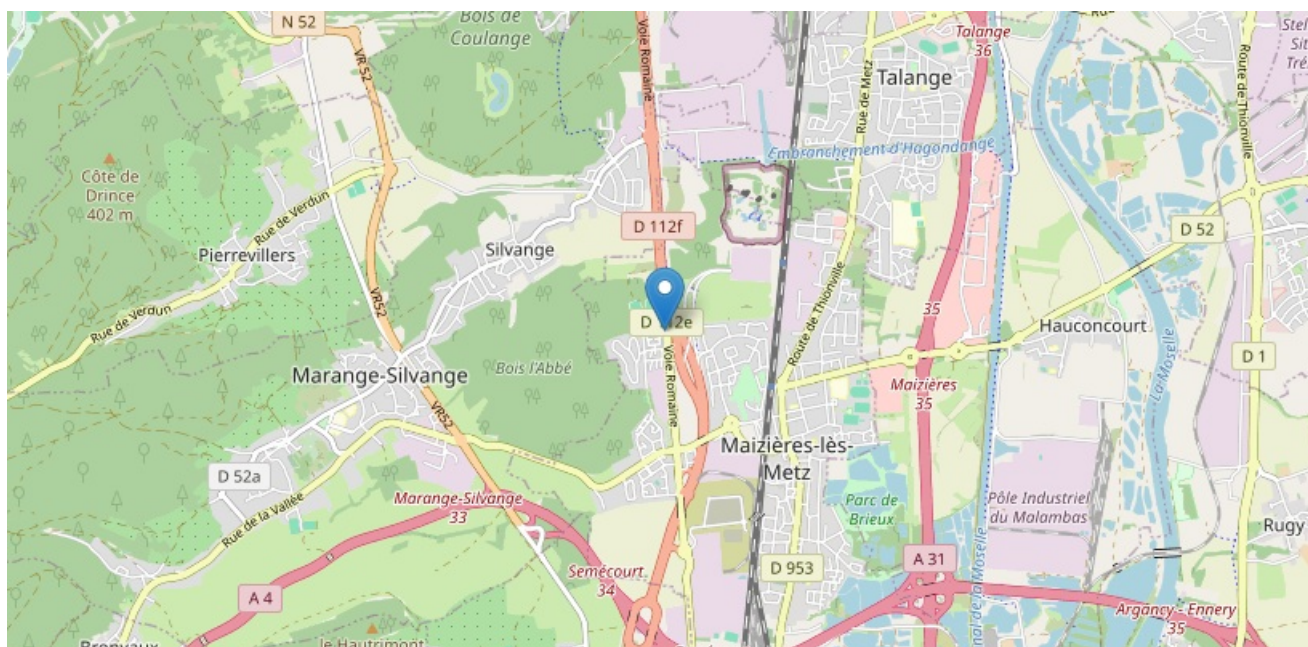 N 52
Bois de
Coulange
VR 52
Voie Romaine
Talange
36
Talange
Rue de Metz
Route de Thionville
Embranchement d'Hagondange
Côte de
Drince
402 m
Rue de Verdun
Pierrevillers
Silvange
D 112f
D 52
Rue de Verdun
VR52
Route de Thionville
35
Hauconcourt
D 1
La Moselle
Marange-Silvange
Bois l'Abbé
Voie Romaine
Maizières
35
VR52
Maizières-lès-
Metz
D 52a
Rue de la Vallée
Marange-Silvange
33
Parc de
Brieux
Pôle Industriel
du Malambas
Rugy
A 31
D 953
Semécourt
34
A 4
Argancy - Ennery
35
le Hautrimont